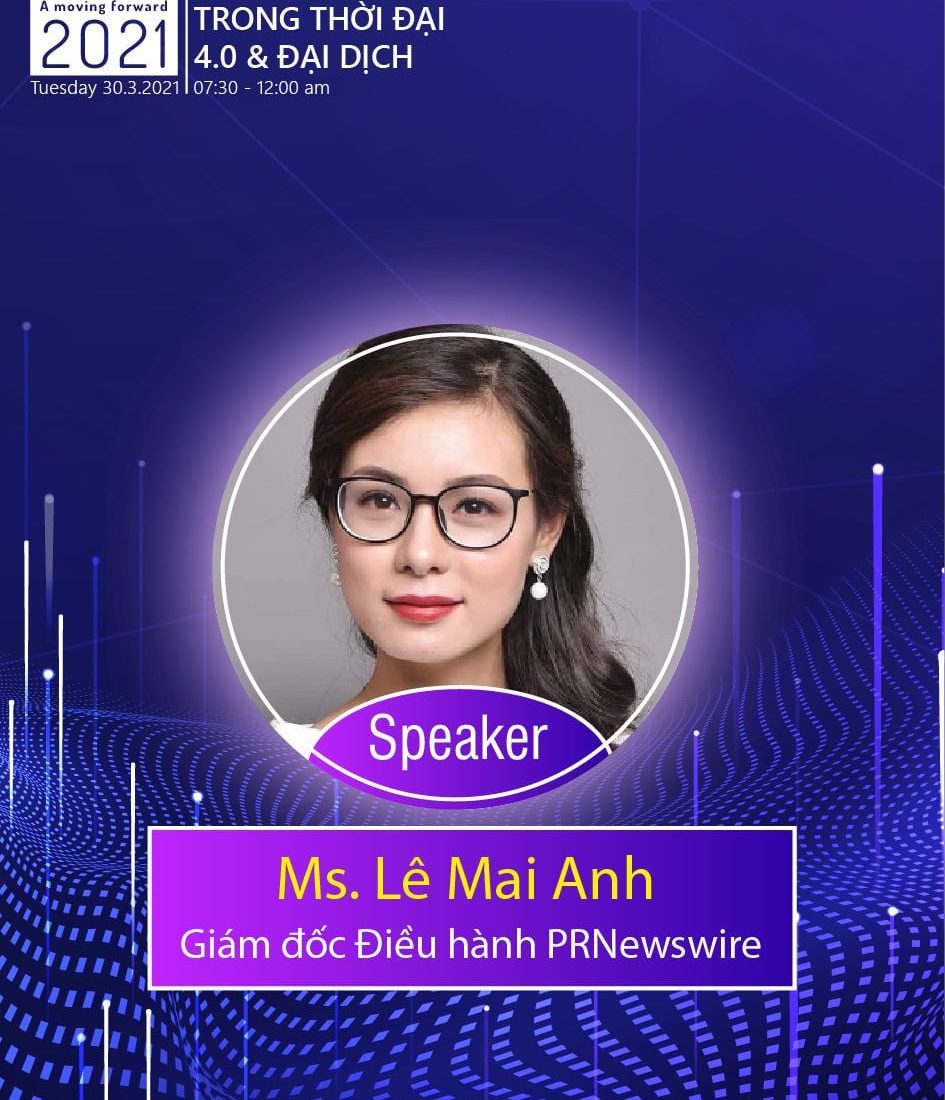 A moving forward
2021
Tuesday 30.3.2021
TRONG THỜI ĐẠI
4.0 & ĐẠI DỊCH
07:30 - 12:00 am
Speaker
Ms. Lê Mai Anh
Giám đốc Điều hành PRNewswire